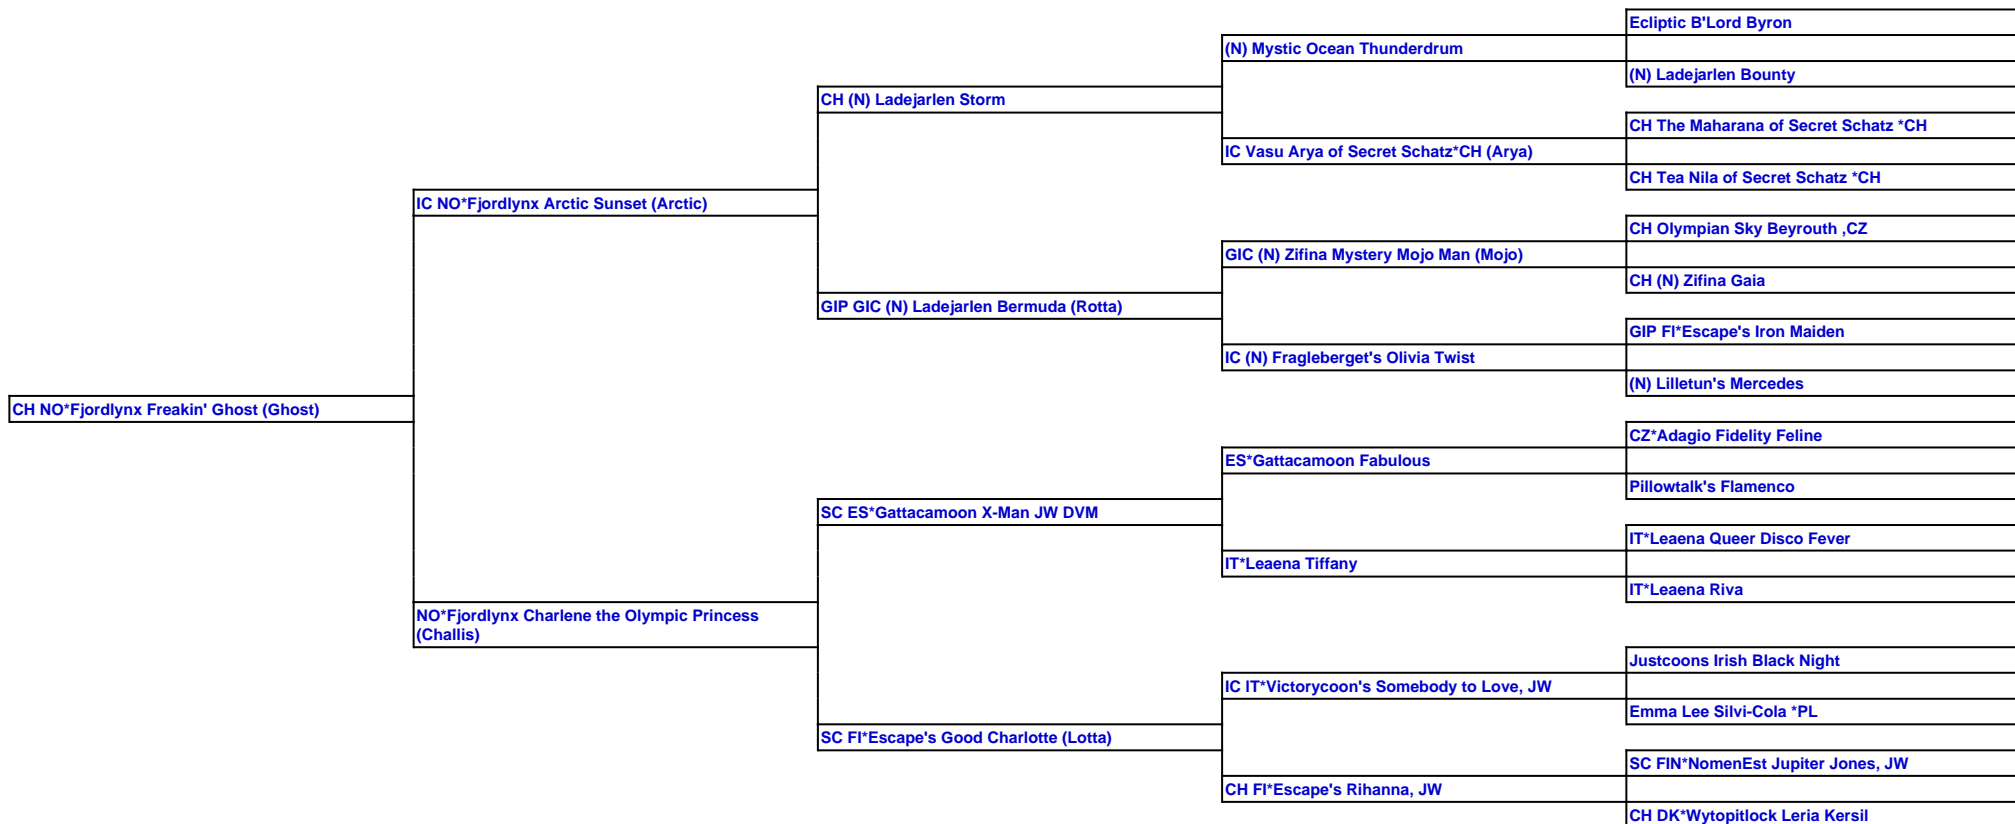 Ecliptic B'Lord Byron
(N) Mystic Ocean Thunderdrum
(N) Ladejarlen Bounty
CH (N) Ladejarlen Storm
CH The Maharana of Secret Schatz *CH
IC Vasu Arya of Secret Schatz*CH (Arya)
CH Tea Nila of Secret Schatz *CH
IC NO*Fjordlynx Arctic Sunset (Arctic)
CH Olympian Sky Beyrouth ,CZ
GIC (N) Zifina Mystery Mojo Man (Mojo)
CH (N) Zifina Gaia
GIP GIC (N) Ladejarlen Bermuda (Rotta)
GIP FI*Escape's Iron Maiden
IC (N) Fragleberget's Olivia Twist
(N) Lilletun's Mercedes
CH NO*Fjordlynx Freakin' Ghost (Ghost)
CZ*Adagio Fidelity Feline
ES*Gattacamoon Fabulous
Pillowtalk's Flamenco
SC ES*Gattacamoon X-Man JW DVM
IT*Leaena Queer Disco Fever
IT*Leaena Tiffany
IT*Leaena Riva
NO*Fjordlynx Charlene the Olympic Princess
(Challis)
Justcoons Irish Black Night
IC IT*Victorycoon's Somebody to Love, JW
Emma Lee Silvi-Cola *PL
SC FI*Escape's Good Charlotte (Lotta)
SC FIN*NomenEst Jupiter Jones, JW
CH FI*Escape's Rihanna, JW
CH DK*Wytopitlock Leria Kersil